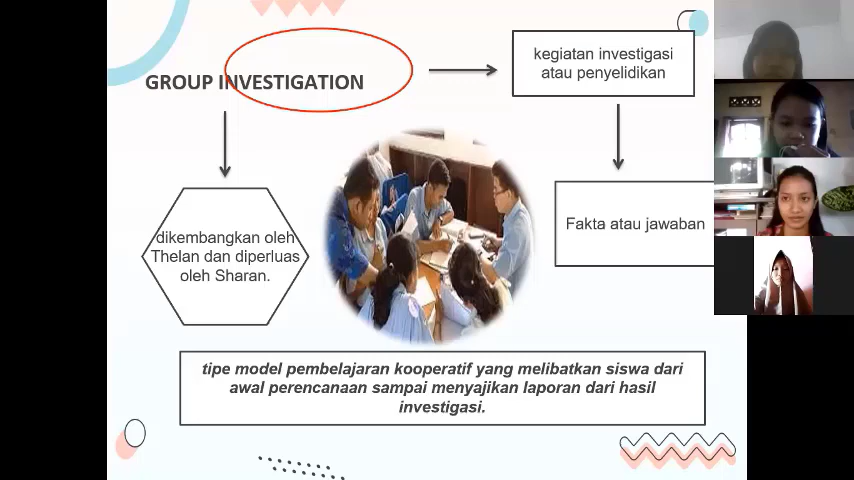 GROUP INVESTIGATION
kegiatan investigasi
atau penyelidikan
dikembangkan oleh
Thelan dan diperluas
oleh Sharan.
Fakta atau jawaban
tipe model pembelajaran kooperatif yang melibatkan siswa dari
awal perencanaan sampai menyajikan laporan dari hasil
investigasi.